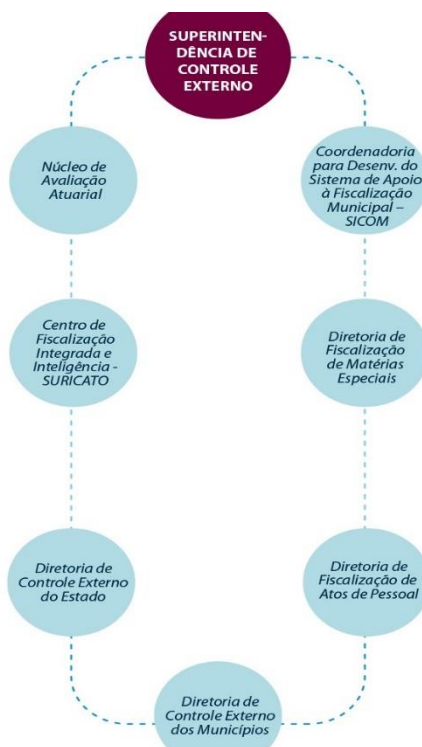 SUPERINTEN-
DÊNCIA DE
CONTROLE
EXTERNO
Núcleo de
Avaliação
Atuarial
Coordenadoria
para Desenv. do
Sistema de Apoio
à Fiscalização
Municipal –
SICOM
Centro de
Fiscalização
Integrada e
Inteligência -
SURICATO
Diretoria de
Fiscalização
de Matérias
Especiais
Diretoria de
Controle Externo
do Estado
Diretoria de
Fiscalização de
Atos de Pessoal
Diretoria de
Controle Externo
dos Municípios